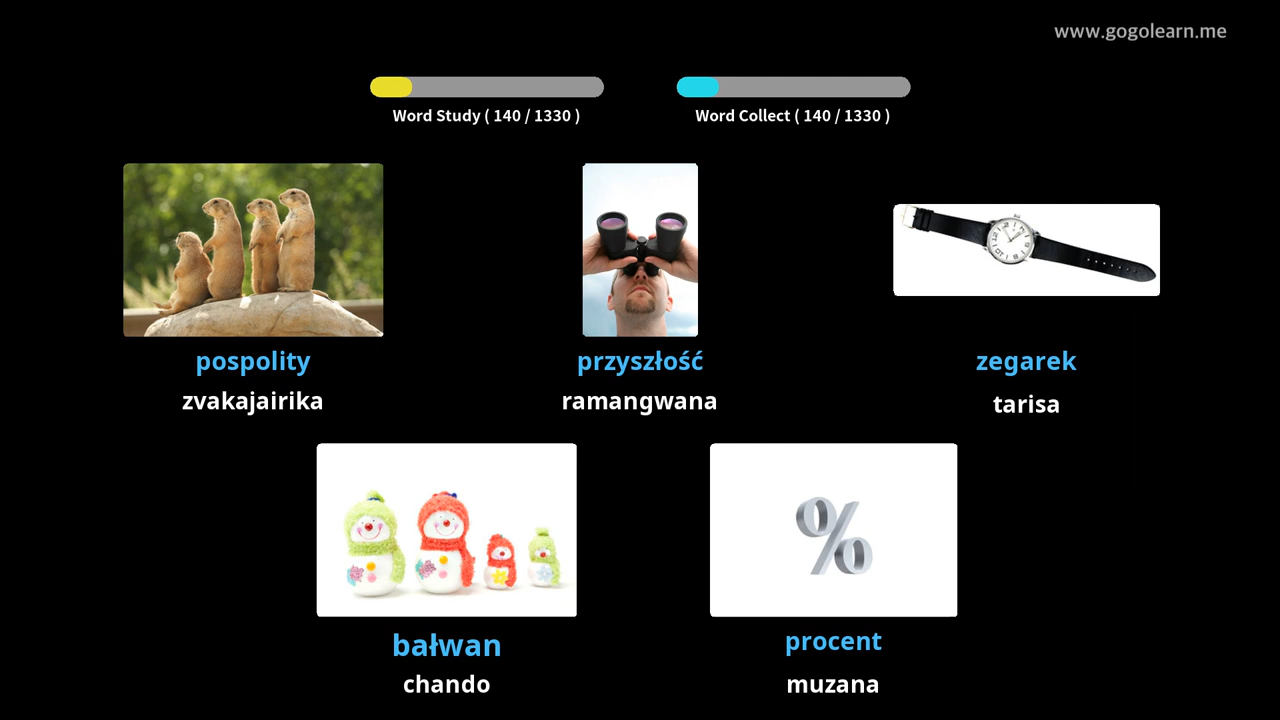 www.gogolearn.me
Word Study ( 140 / 1330 )
Word Collect ( 140 / 1330 )
pospolity
zvakajairika
przyszłość
ramangwana
zegarek
tarisa
%
bałwan
chando
procent
muzana